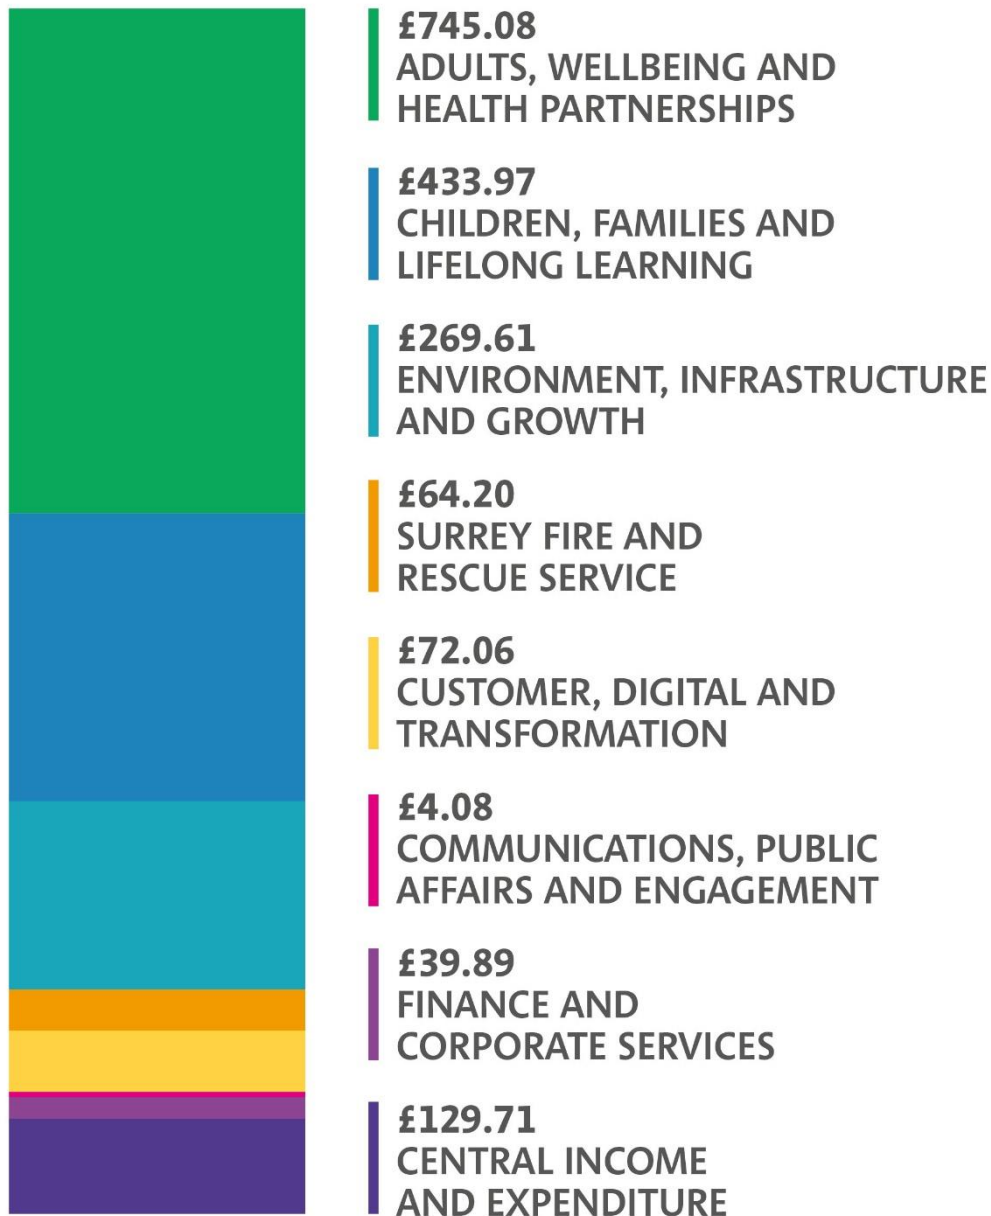 £745.08
ADULTS, WELLBEING AND
HEALTH PARTNERSHIPS
£433.97
CHILDREN, FAMILIES AND
LIFELONG LEARNING
£269.61
ENVIRONMENT, INFRASTRUCTURE
AND GROWTH
£64.20
SURREY FIRE AND
RESCUE SERVICE
£72.06
CUSTOMER, DIGITAL AND
TRANSFORMATION
£4.08
COMMUNICATIONS, PUBLIC
AFFAIRS AND ENGAGEMENT
£39.89
FINANCE AND
CORPORATE SERVICES
£129.71
CENTRAL INCOME
AND EXPENDITURE